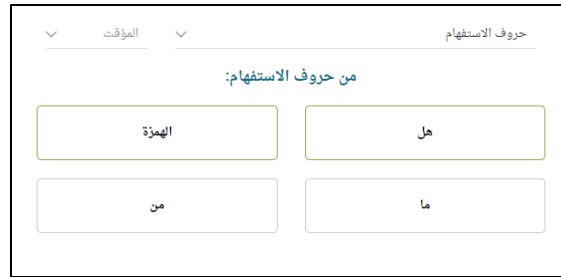 حروف الاستفهام
المؤقت
من حروف الاستفهام:
هل
الهمزة
ما
من